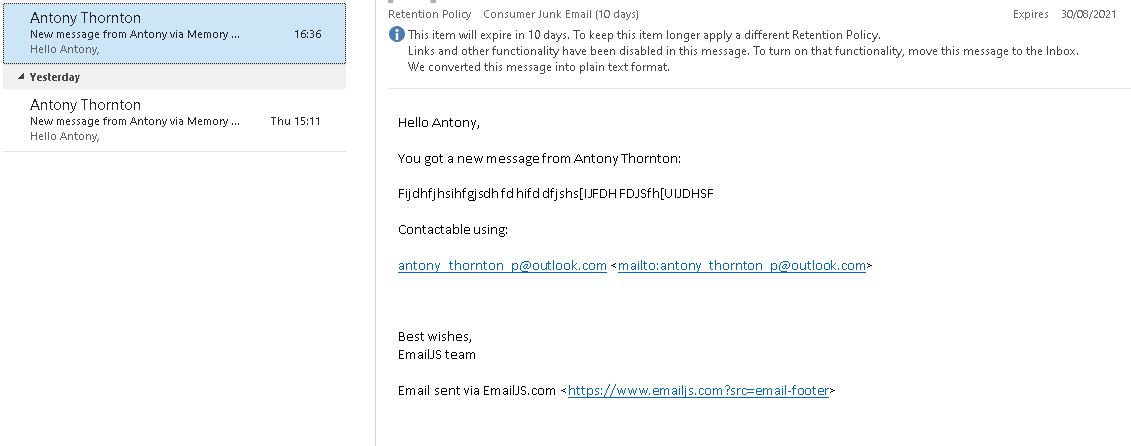 Antony Thornton
New message from Antony via Memory ... 16:36
Hello Antony,
Yesterday
Antony Thornton
New message from Antony via Memory ... Thu 15:11
Hello Antony,
Retention Policy Consumer Junk Email (10 days) Expires 30/08/2021
This item will expire in 10 days. To keep this item longer apply a different Retention Policy.
Links and other functionality have been disabled in this message. To turn on that functionality, move this message to the Inbox.
We converted this message into plain text format.
Hello Antony,
You got a new message from Antony Thornton:
Fijdhfjhsihfgjsdh fd hifd dfjshs[IJFDH FDJSfh[UIJDHSF
Contactable using:
antony_thornton_p@outlook.com <mailto:antony_thornton_p@outlook.com>
Best wishes,
EmailJS team
Email sent via EmailJS.com <https://www.emailjs.com?src=email-footer>